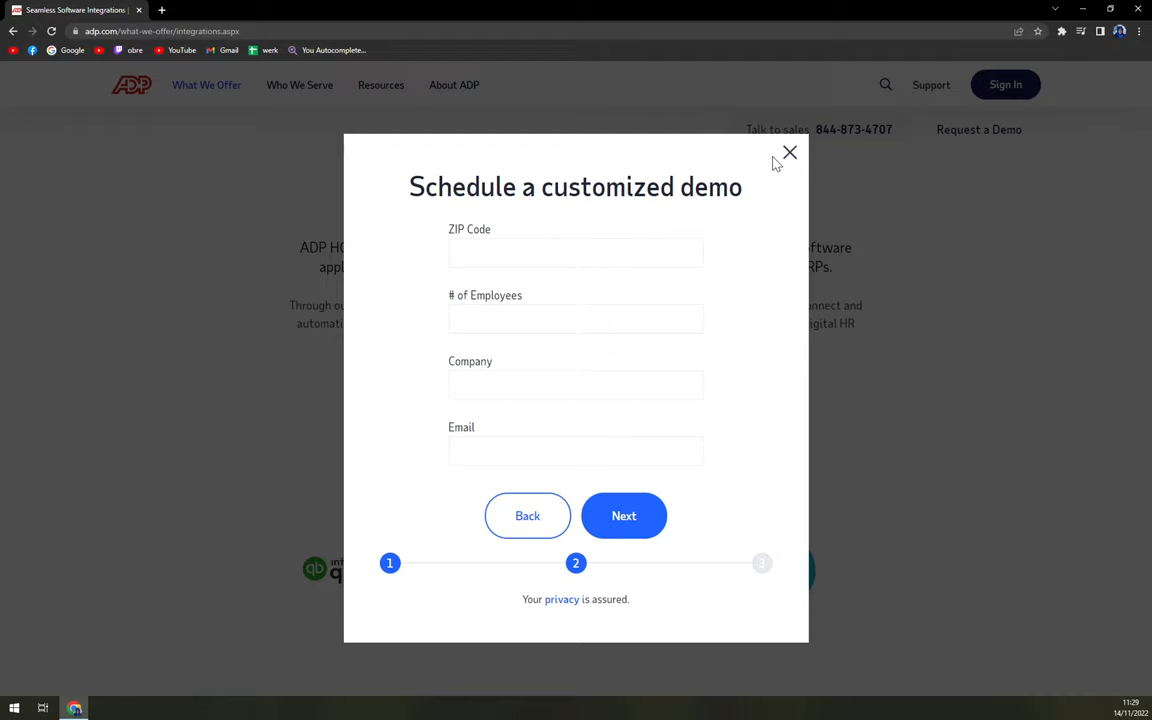 Seamless Software Integrations |
adp.com/what-we-offer/integrations.aspx
Google
YouTube
obre
Gmail
werk
You Autocomplete...
ADP
What We Offer
Who We Serve
Resources
About ADP
Support
Sign In
Talk to sales 844-873-4707
Request a Demo
Schedule a customized demo
ZIP Code
# of Employees
Company
Email
Back
Next
1
2
3
Your privacy is assured.
ADP
software
appl
RPs.
Through
connect and
automati
digital HR
qb
11:29
14/11/2022